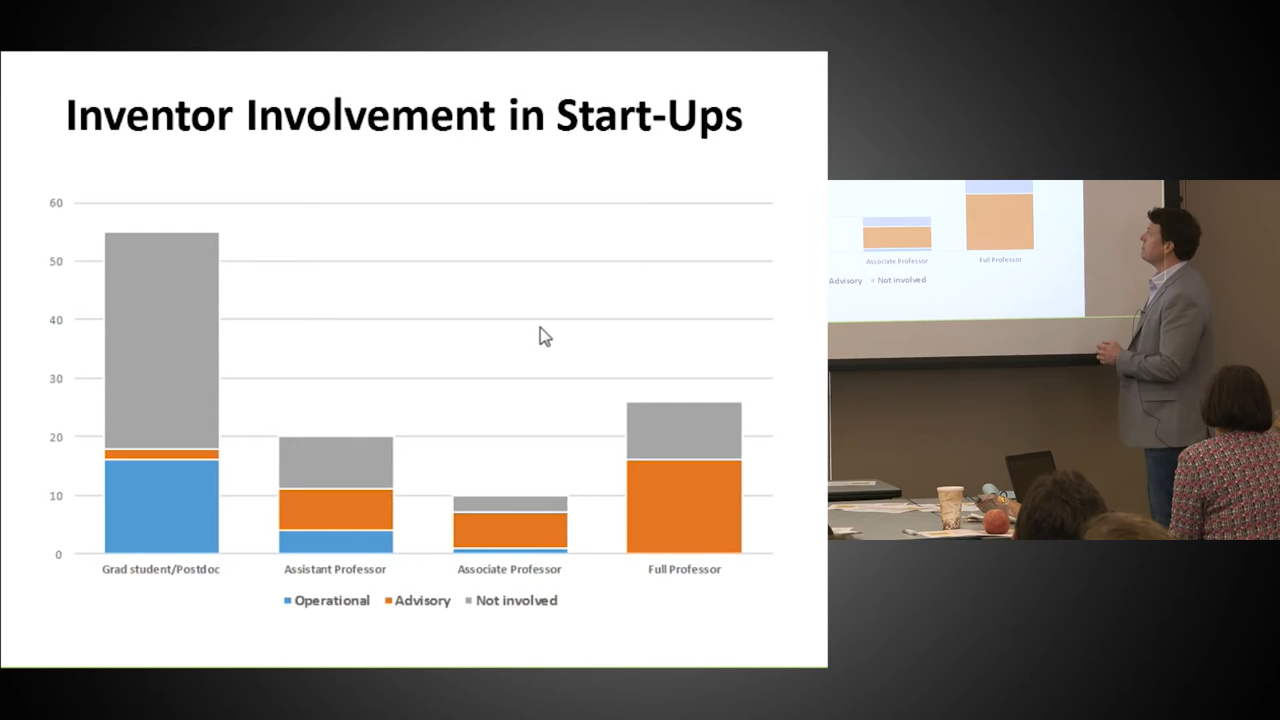 Inventor Involvement in Start-Ups
60
50
40
30
20
10
0
Grad student/Postdoc Assistant Professor Associate Professor Full Professor
Operational Advisory Not involved
Associate Professor Full Professor
Advisory Not involved